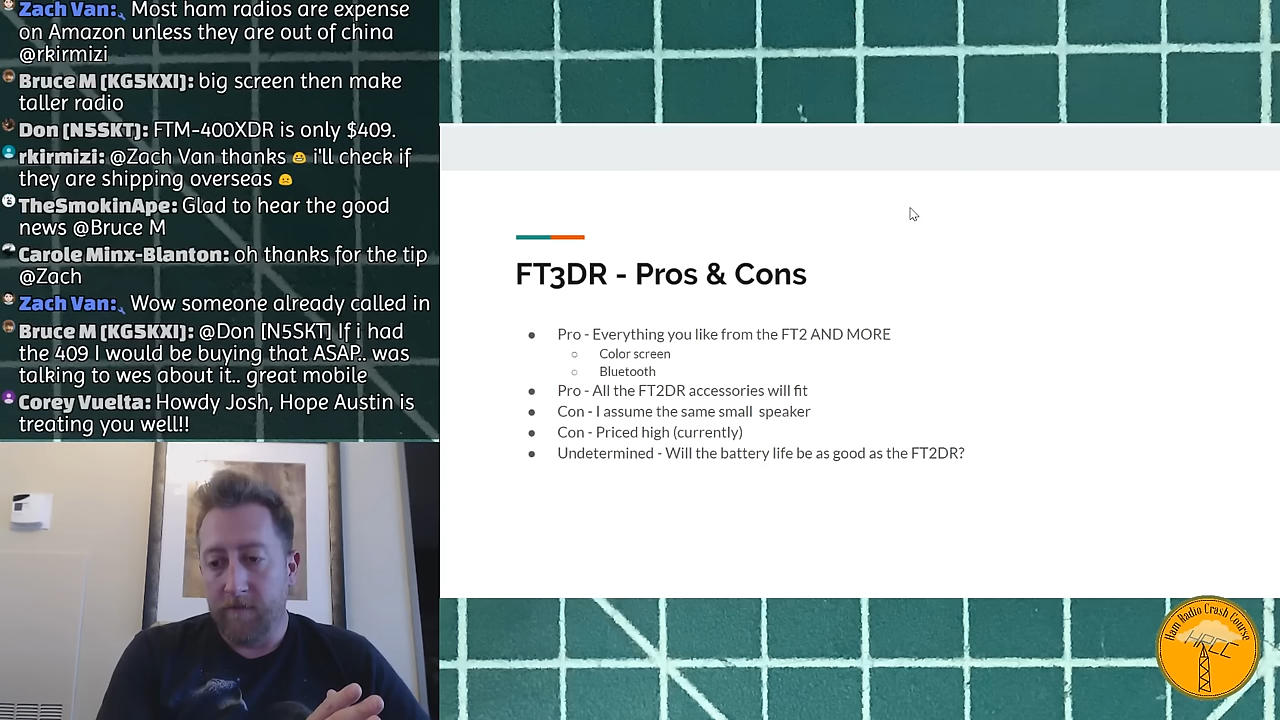 Zach Van: Most ham radios are expense
on Amazon unless they are out of china
@rkirmizi
Bruce M [KG5KXI]: big screen then make
taller radio
Don [N5SKT]: FTM-400XDR is only $409.
rkirmizi: @Zach Van thanks 😀 i'll check if
they are shipping overseas 🙁
TheSmokinApe: Glad to hear the good
news @Bruce M
Carole Minx-Blanton: oh thanks for the tip
@Zach
Zach Van: Wow someone already called in
Bruce M [KG5KXI]: @Don [N5SKT] If i had
the 409 I would be buying that ASAP.. was
talking to wes about it.. great mobile
Corey Vuelta: Howdy Josh, Hope Austin is
treating you well!!
FT3DR - Pros & Cons
● Pro - Everything you like from the FT2 AND MORE
○ Color screen
○ Bluetooth
● Pro - All the FT2DR accessories will fit
● Con - I assume the same small speaker
● Con - Priced high (currently)
● Undetermined - Will the battery life be as good as the FT2DR?
Ham Radio Crash Course
HRCC